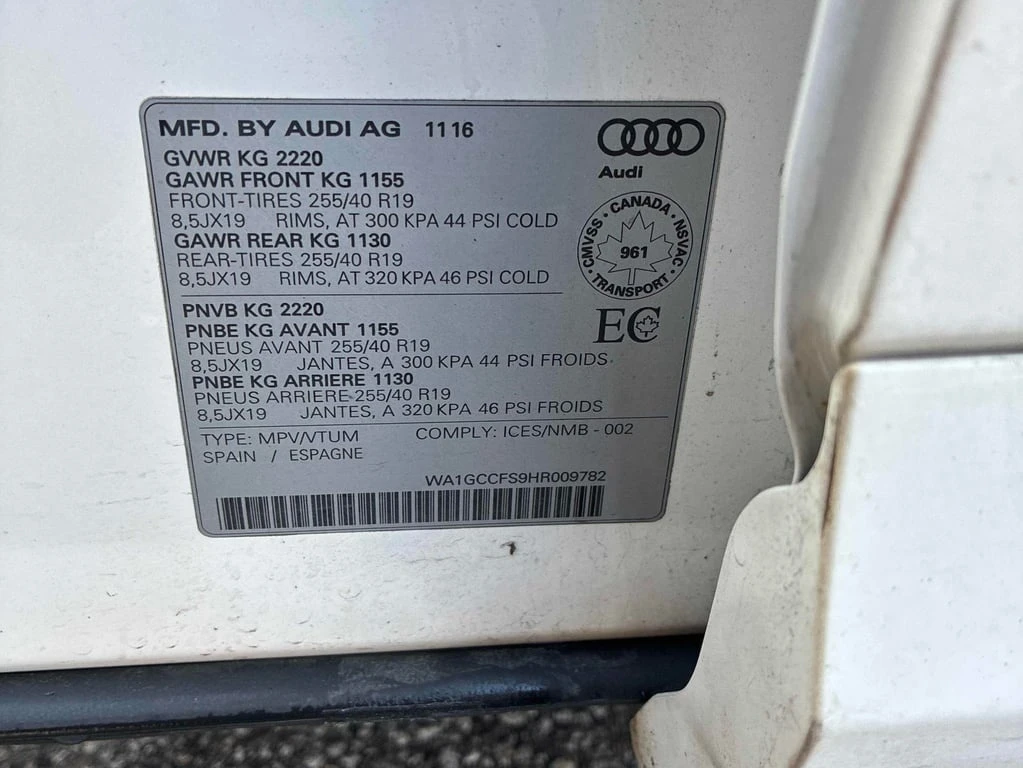 MFD. BY AUDI AG 11 16
Audi
GVWR KG 2220
GAWR FRONT KG 1155
FRONT-TIRES 255/40 R19
8,5JX19 RIMS, AT 300 KPA 44 PSI COLD
GAWR REAR KG 1130
REAR-TIRES 255/40 R19
8,5JX19 RIMS, AT 320 KPA 46 PSI COLD
CANADA • NSVAC • TRANSPORT • CMVSS •
961
EC
PNVB KG 2220
PNBE KG AVANT 1155
PNEUS AVANT 255/40 R19
8,5JX19 JANTES, A 300 KPA 44 PSI FROIDS
PNBE KG ARRIERE 1130
PNEUS ARRIERE 255/40 R19
8,5JX19 JANTES, A 320 KPA 46 PSI FROIDS
TYPE: MPV/VTUM COMPLY: ICES/NMB - 002
SPAIN / ESPAGNE
WA1GCCFS9HR009782